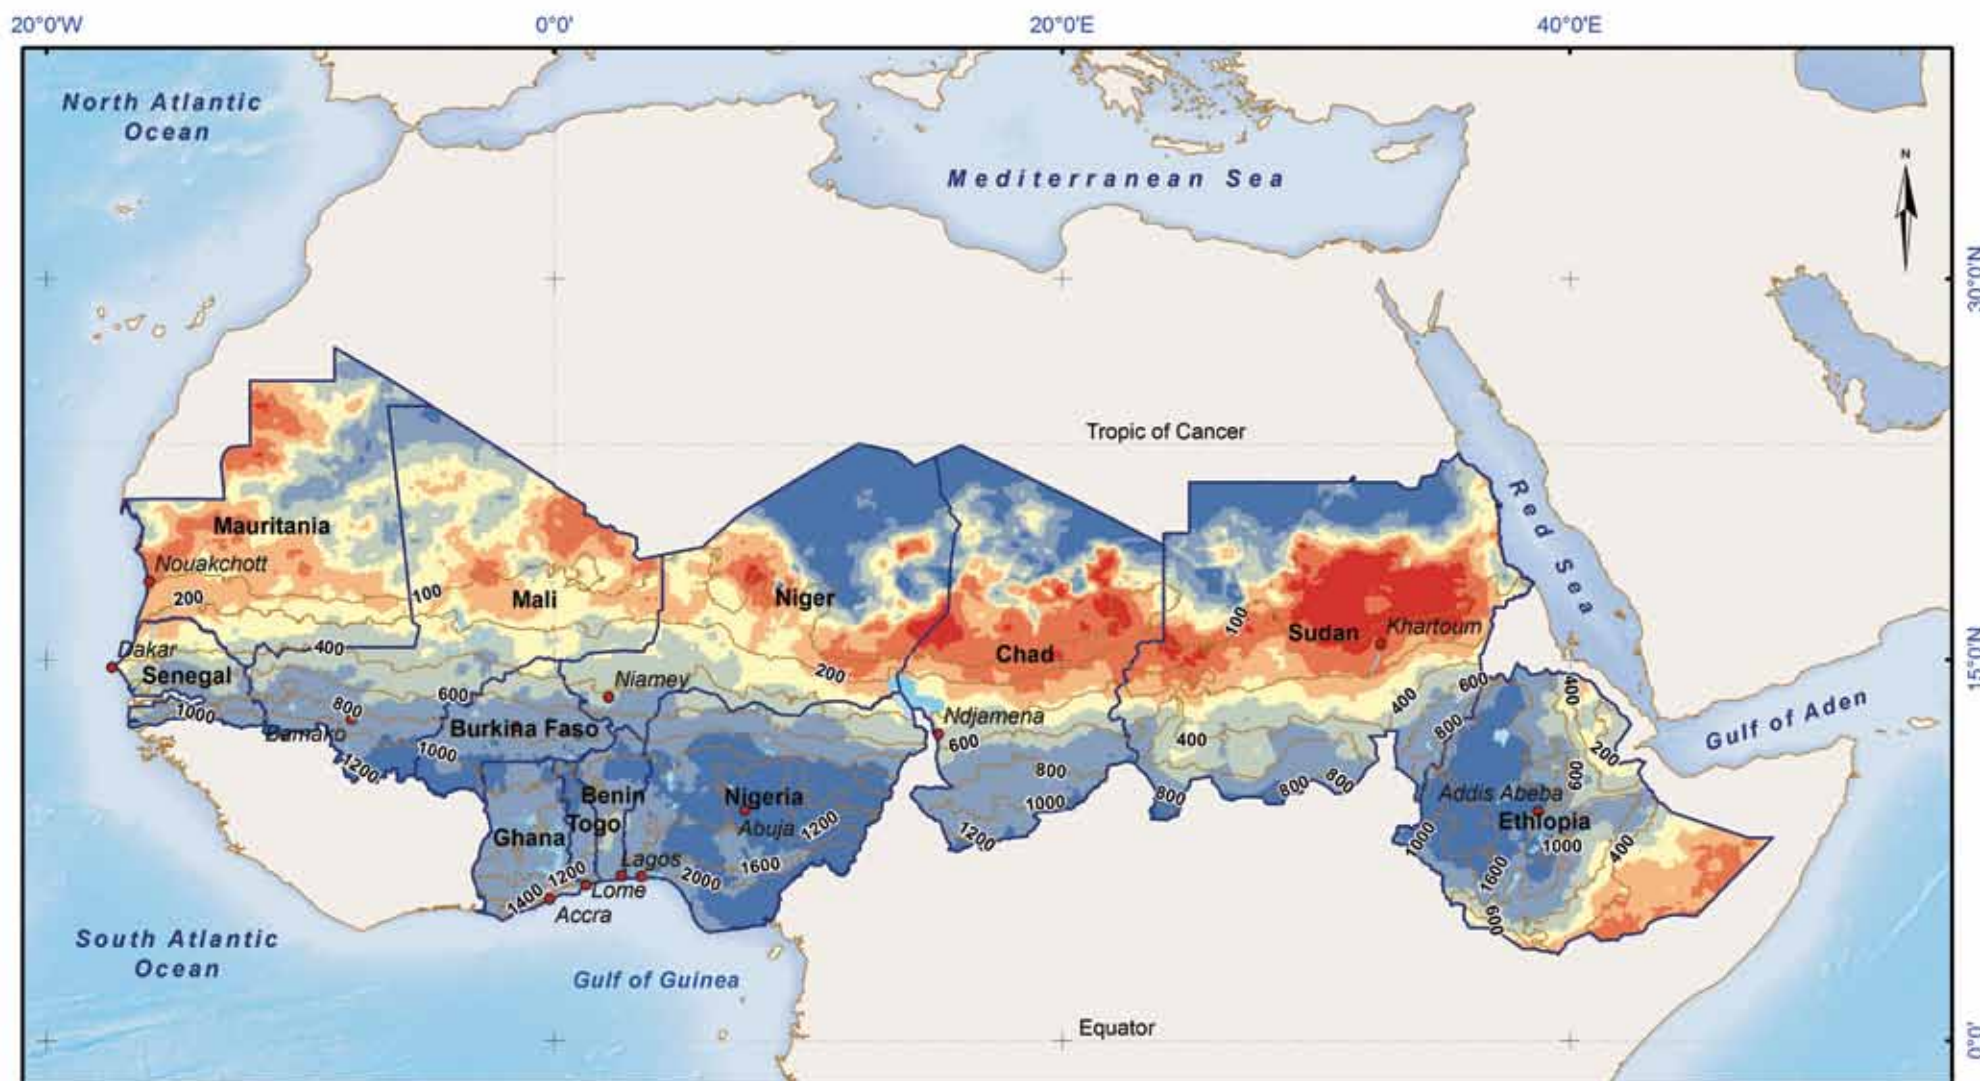 20°0'W
0°0'
20°0'E
40°0'E
North Atlantic
Ocean
Mediterranean Sea
N
30°0'N
Tropic of Cancer
Red Sea
Mauritania
Nouakchott
200
100
Mali
Niger
100
Sudan
Khartoum
Chad
Dakar
400
Senegal
200
15°0'N
Niamey
600
400
600
400
1000
800
Burkina Faso
Ndjamena
600
400
800
200
Gulf of Aden
Bamako
1200
1000
800
1000
800
800
800
600
Benin
Togo
Nigeria
Abuja
1200
1200
Addis Abeba
Ethiopia
1000
1000
400
Ghana
Lagos
1600
2000
1600
1400
1200
Lome
Accra
600
South Atlantic
Ocean
Gulf of Guinea
Equator
0°0'